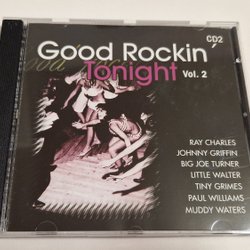 CD2
Good Rockin'
Tonight Vol. 2
RAY CHARLES
JOHNNY GRIFFIN
BIG JOE TURNER
LITTLE WALTER
TINY GRIMES
PAUL WILLIAMS
MUDDY WATERS